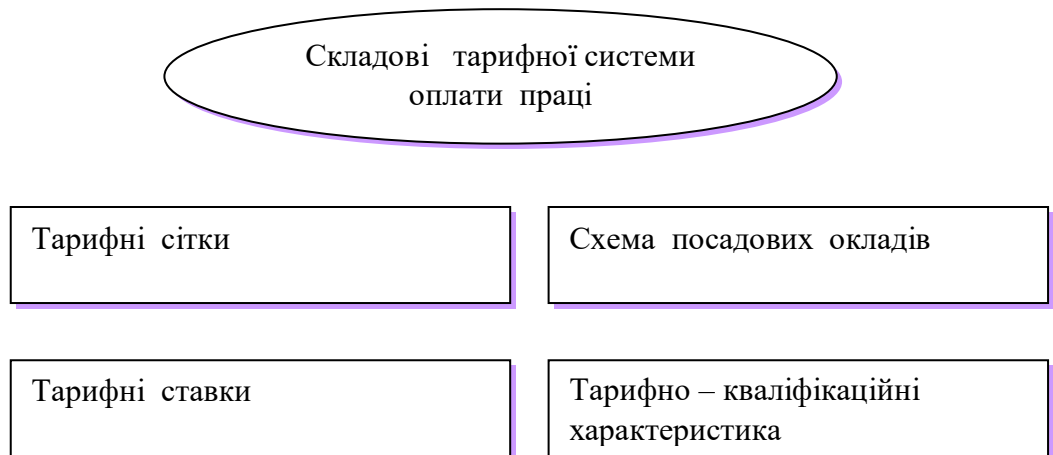 Складові тарифної системи
оплати праці
Тарифні сітки
Схема посадових окладів
Тарифні ставки
Тарифно – кваліфікаційні
характеристика